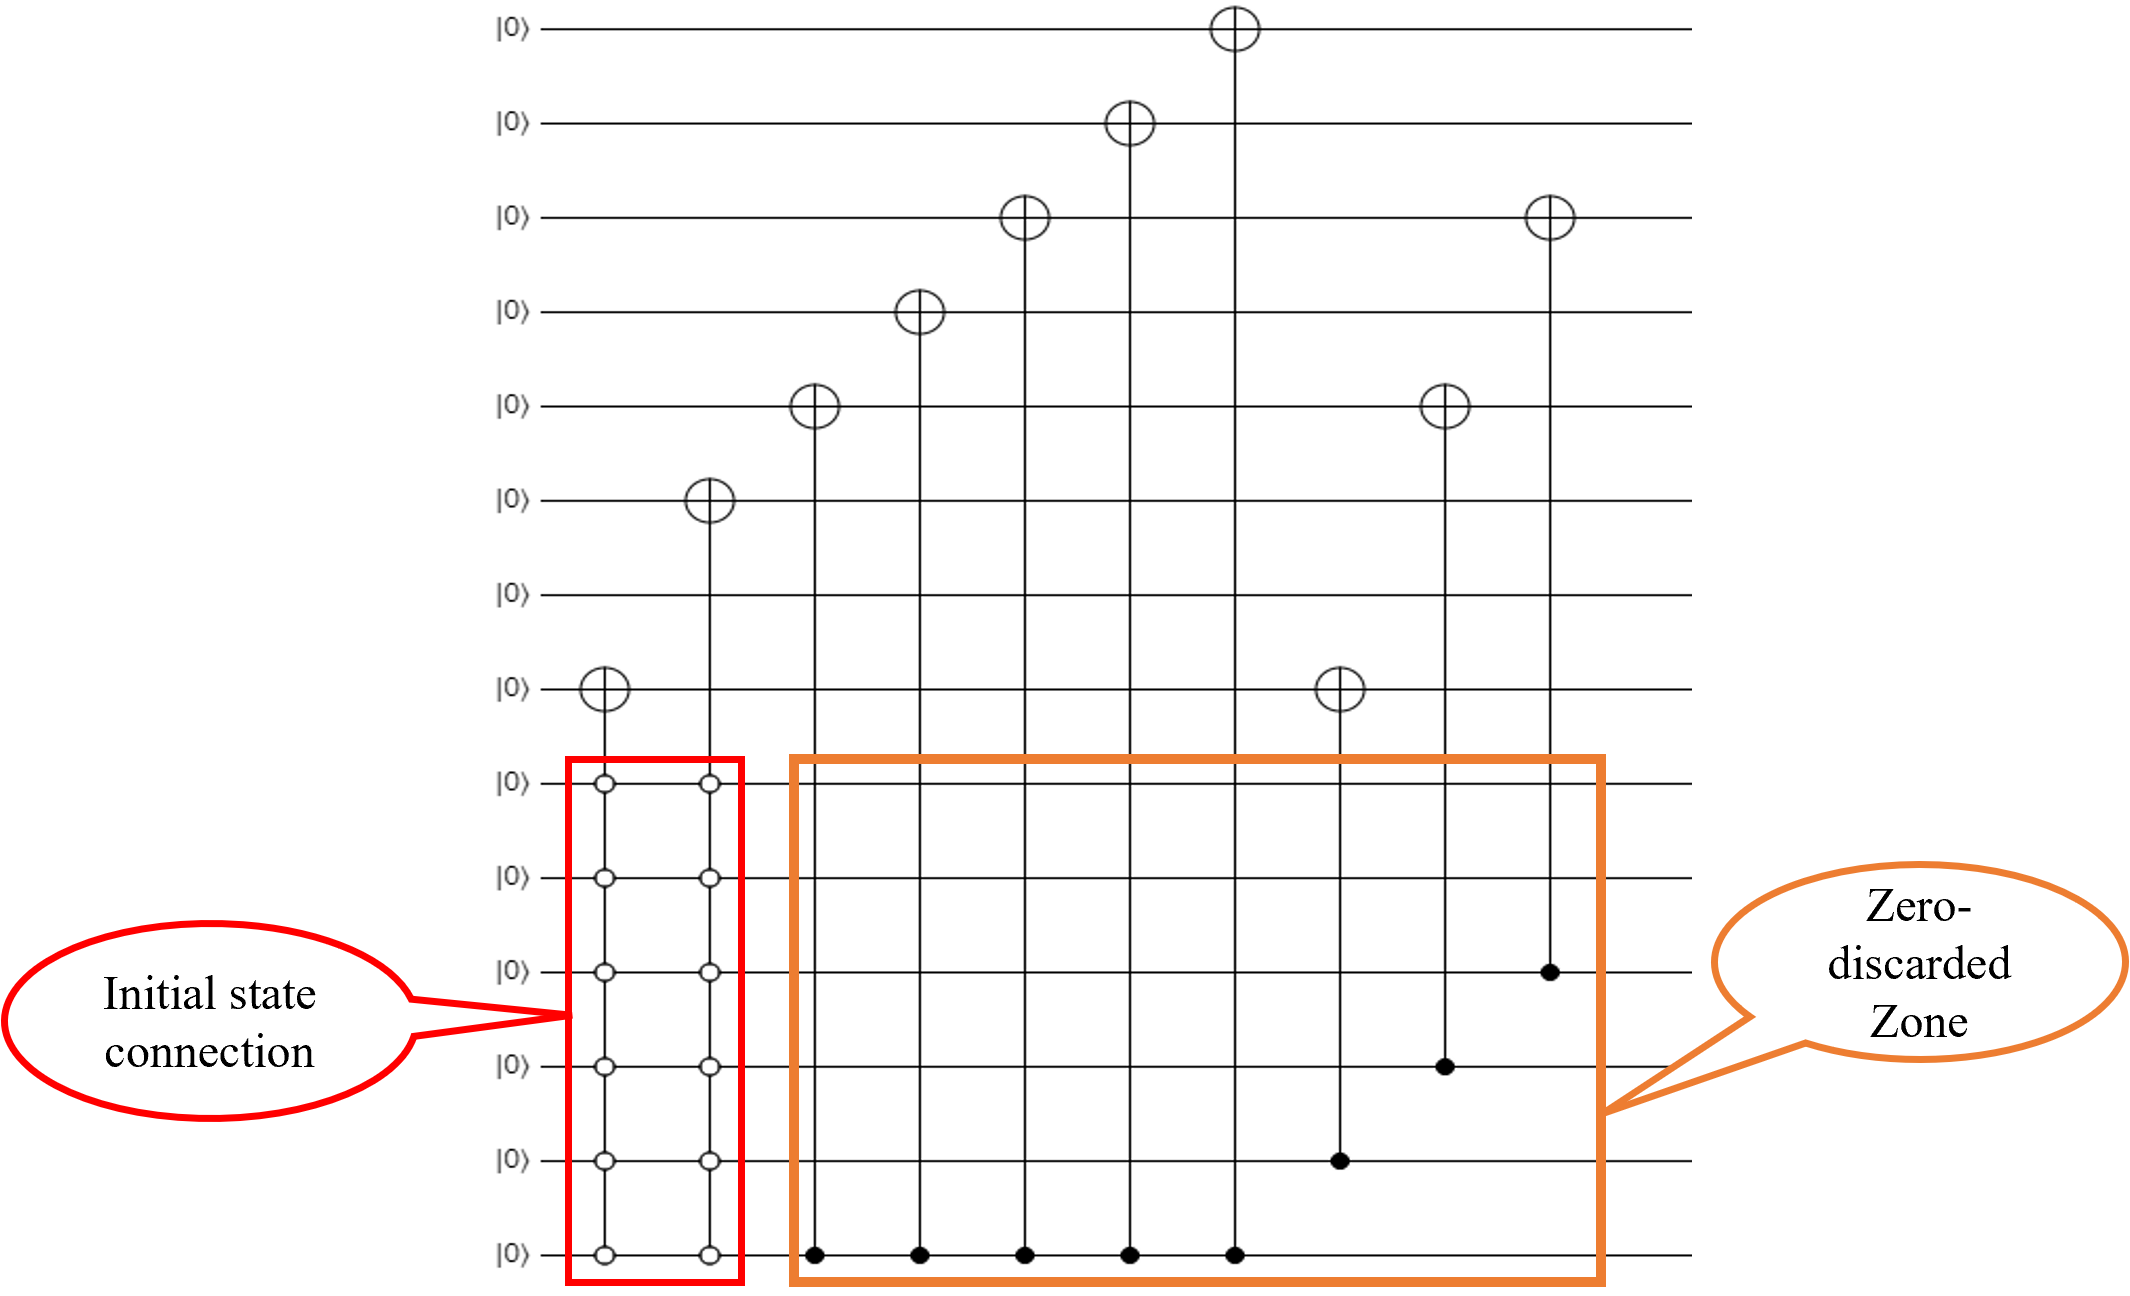 |0⟩
|0⟩
|0⟩
|0⟩
|0⟩
|0⟩
|0⟩
|0⟩
|0⟩
|0⟩
|0⟩
|0⟩
|0⟩
|0⟩
Initial state
connection
Zero-
discarded
Zone